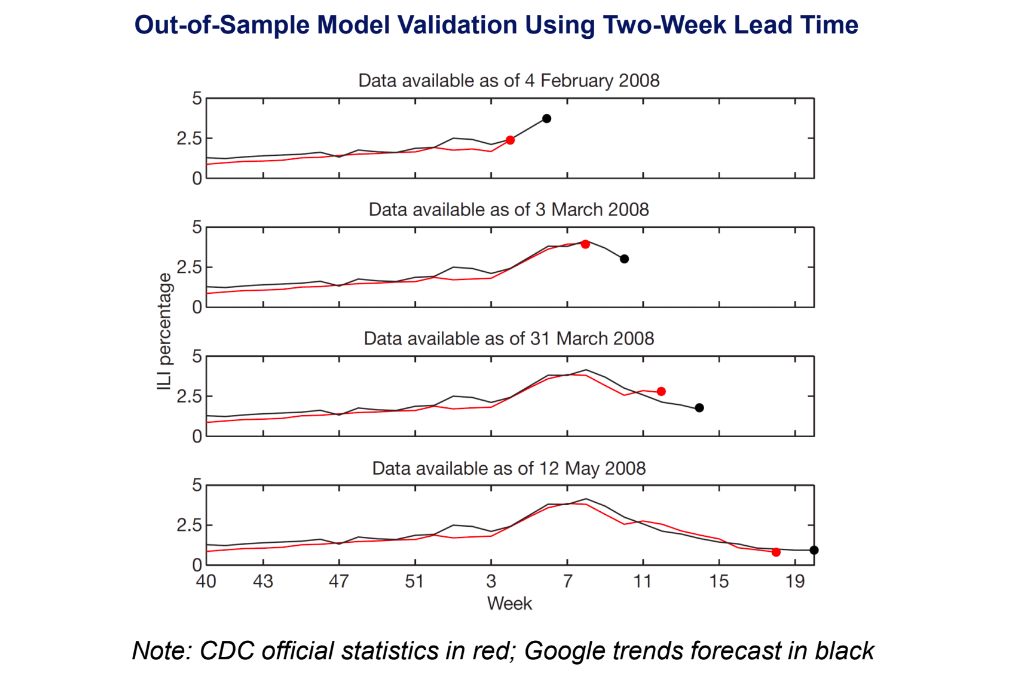 Out-of-Sample Model Validation Using Two-Week Lead Time
Data available as of 4 February 2008
5
2.5
0
Data available as of 3 March 2008
5
2.5
0
Data available as of 31 March 2008
5
2.5
0
Data available as of 12 May 2008
5
2.5
0
ILI percentage
40 43 47 51 3 7 11 15 19
Week
Note: CDC official statistics in red; Google trends forecast in black